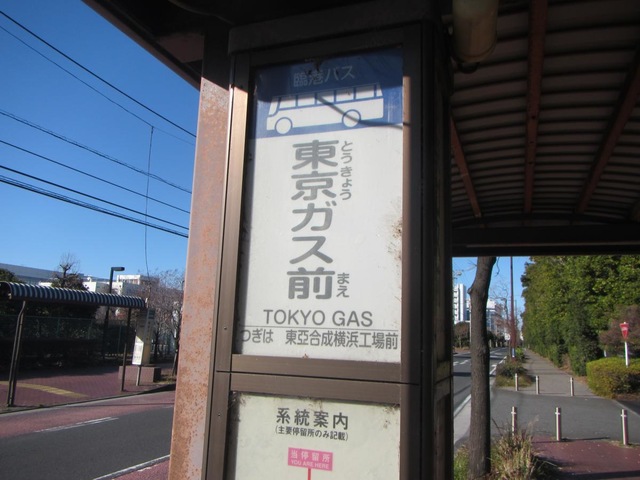 臨港バス
東京ガス前
とうきょう
まえ
TOKYO GAS
つぎは 東亞合成横浜工場前
系統案内
(主要停留所のみ記載)
当停留所
YOU ARE HERE